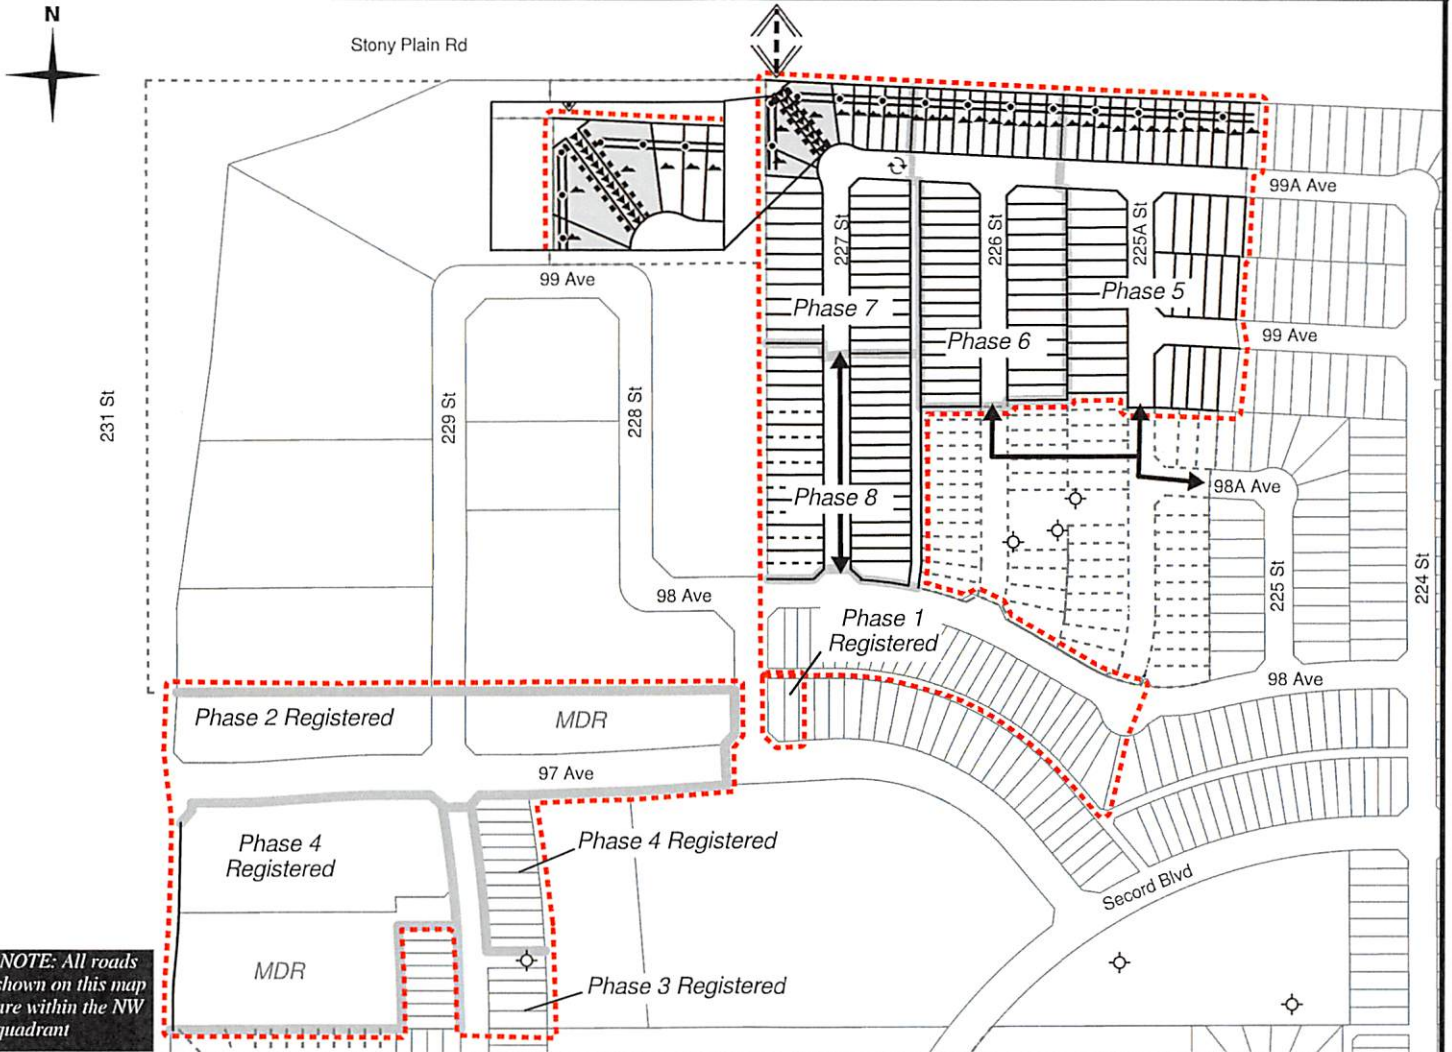 N
Stony Plain Rd
99A Ave
227 St
226 St
225A St
99 Ave
Phase 7
Phase 5
Phase 6
99 Ave
231 St
229 St
228 St
Phase 8
98A Ave
98 Ave
225 St
224 St
Phase 1
Registered
98 Ave
Phase 2 Registered
MDR
97 Ave
Phase 4
Registered
Phase 4 Registered
Secord Blvd
MDR
Phase 3 Registered
NOTE: All roads
shown on this map
are within the NW
quadrant